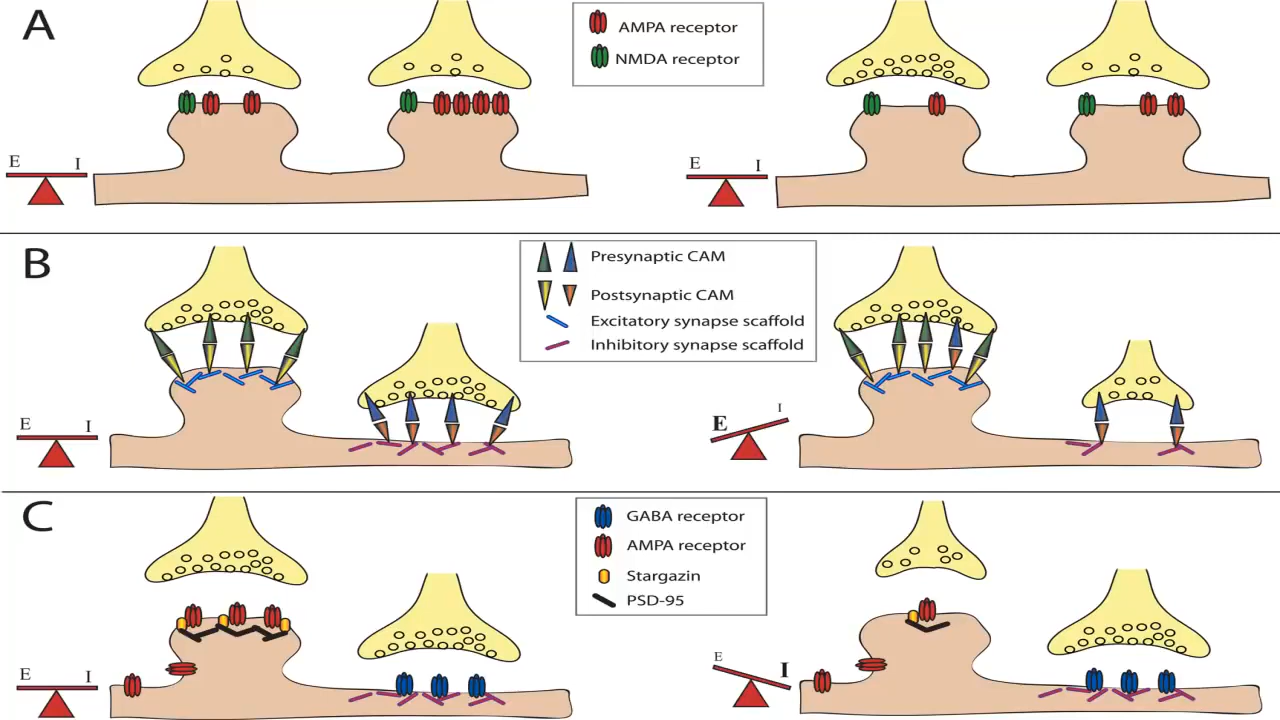 A
AMPA receptor
NMDA receptor
E I
E I
B
Presynaptic CAM
Postsynaptic CAM
Excitatory synapse scaffold
Inhibitory synapse scaffold
E I
E I
C
GABA receptor
AMPA receptor
Stargazin
PSD-95
E I
E I